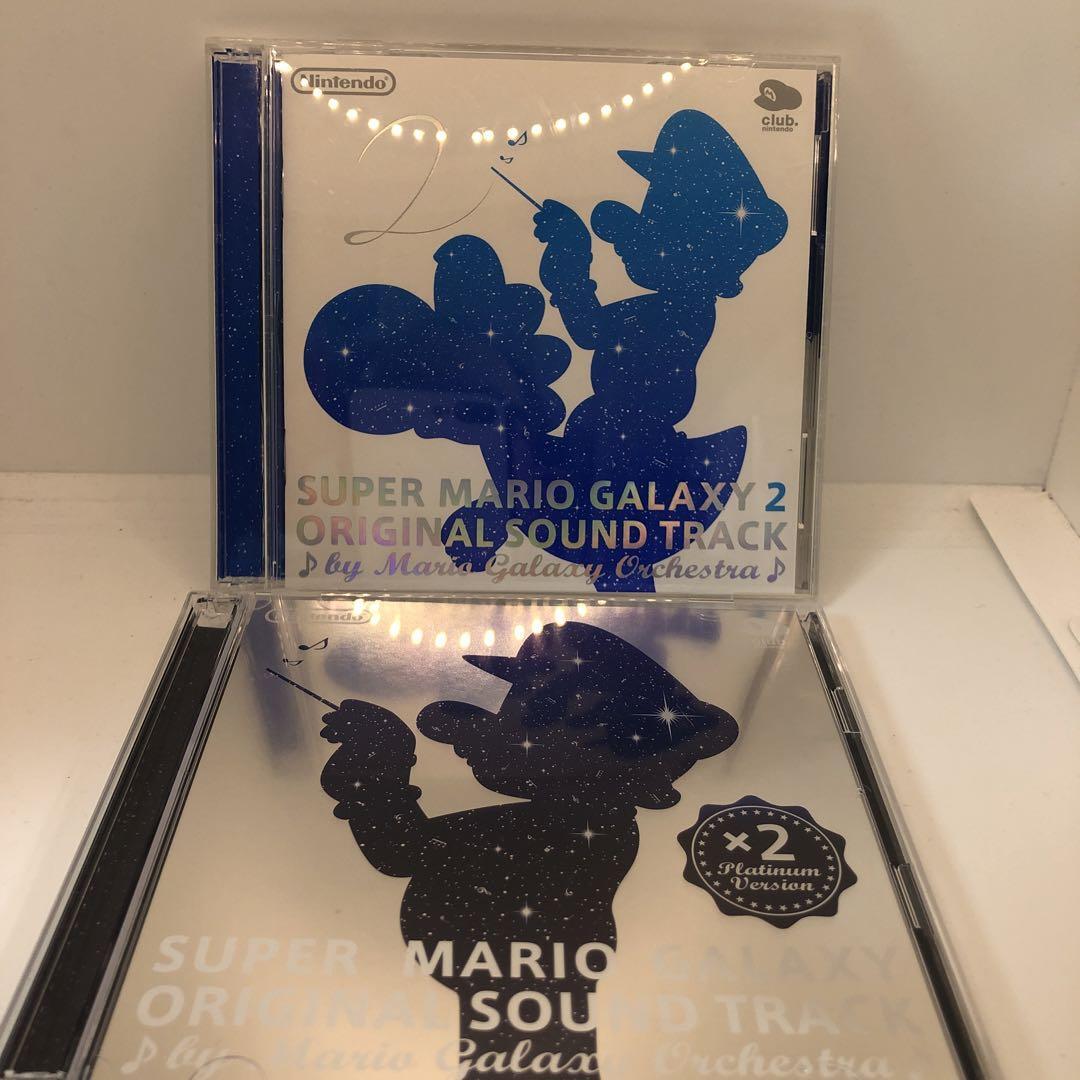 Nintendo®
club.
nintendo
2
SUPER MARIO GALAXY 2
ORIGINAL SOUND TRACK
♪ by Mario Galaxy Orchestra ♪
Nintendo
×2
Platinum
Version
SUPER MARIO GALAXY
ORIGINAL SOUND TRACK
♪ by Mario Galaxy Orchestra